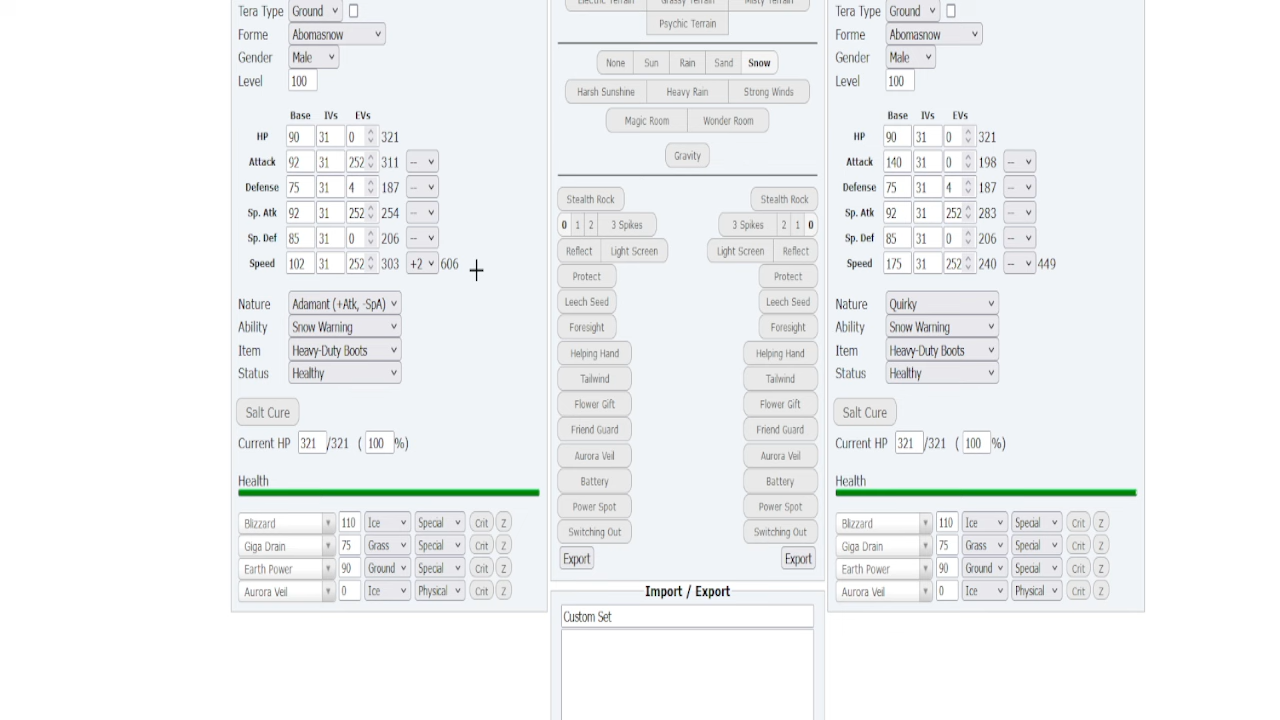 Tera Type Ground
Forme Abomasnow
Gender Male
Level 100
Base IVs EVs
HP 90 31 0 321
Attack 92 31 252 311 --
Defense 75 31 4 187 --
Sp. Atk 92 31 252 254 --
Sp. Def 85 31 0 206 --
Speed 102 31 252 303 +2 606
Nature Adamant (+Atk, -SpA)
Ability Snow Warning
Item Heavy-Duty Boots
Status Healthy
Salt Cure
Current HP 321 /321 ( 100 %)
Health
Blizzard 110 Ice Special Crit Z
Giga Drain 75 Grass Special Crit Z
Earth Power 90 Ground Special Crit Z
Aurora Veil 0 Ice Physical Crit Z
Electric Terrain Grassy Terrain Misty Terrain
Psychic Terrain
None Sun Rain Sand Snow
Harsh Sunshine Heavy Rain Strong Winds
Magic Room Wonder Room
Gravity
Stealth Rock Stealth Rock
0 1 2 3 Spikes 3 Spikes 2 1 0
Reflect Light Screen Light Screen Reflect
Protect Protect
Leech Seed Leech Seed
Foresight Foresight
Helping Hand Helping Hand
Tailwind Tailwind
Flower Gift Flower Gift
Friend Guard Friend Guard
Aurora Veil Aurora Veil
Battery Battery
Power Spot Power Spot
Switching Out Switching Out
Export Export
Import / Export
Custom Set
Tera Type Ground
Forme Abomasnow
Gender Male
Level 100
Base IVs EVs
HP 90 31 0 321
Attack 140 31 0 198 --
Defense 75 31 4 187 --
Sp. Atk 92 31 252 283 --
Sp. Def 85 31 0 206 --
Speed 175 31 252 240 -- 449
Nature Quirky
Ability Snow Warning
Item Heavy-Duty Boots
Status Healthy
Salt Cure
Current HP 321 /321 ( 100 %)
Health
Blizzard 110 Ice Special Crit Z
Giga Drain 75 Grass Special Crit Z
Earth Power 90 Ground Special Crit Z
Aurora Veil 0 Ice Physical Crit Z